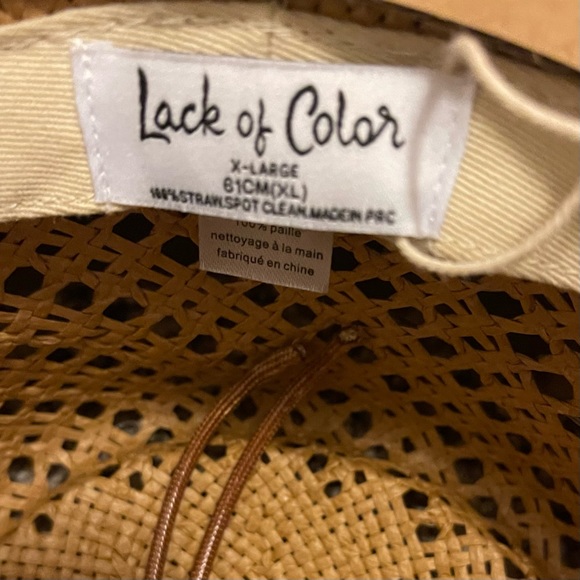 Lack of Color
X-LARGE
61CM(XL)
100%STRAW.SPOT CLEAN.MADE IN PRC
100% paille
nettoyage à la main
fabriqué en chine